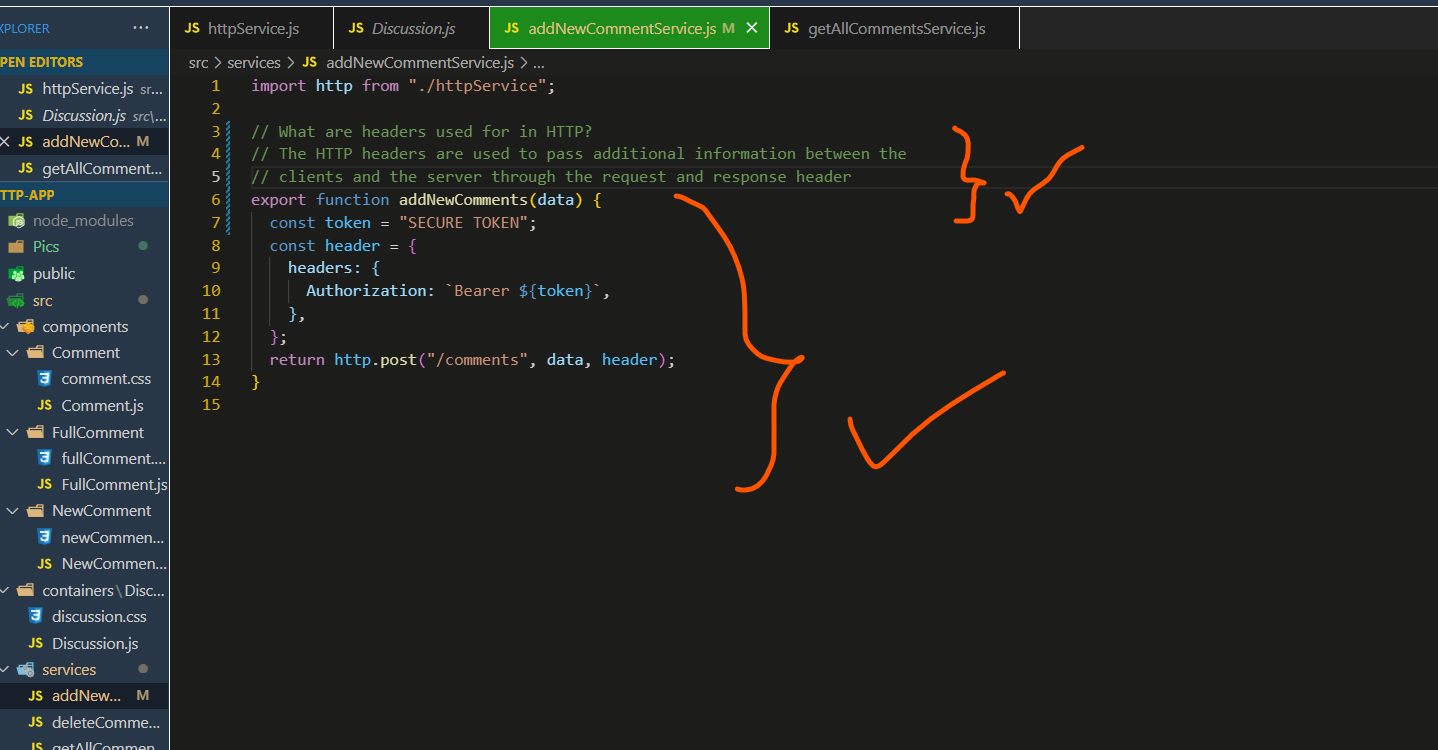 XPLORER ...
PEN EDITORS
JS httpService.js sr...
JS Discussion.js src\...
JS addNewCo... M
JS getAllComment...
TTP-APP
node_modules
Pics
public
src
components
Comment
comment.css
JS Comment.js
FullComment
fullComment....
JS FullComment.js
NewComment
newCommen...
JS NewCommen...
containers\Disc...
discussion.css
JS Discussion.js
services
JS addNew... M
JS deleteComme...
JS getAllCommen
JS httpService.js
JS Discussion.js
JS addNewCommentService.js M
JS getAllCommentsService.js
src > services > JS addNewCommentService.js > ...
1 import http from "./httpService";
2
3 // What are headers used for in HTTP?
4 // The HTTP headers are used to pass additional information between the
5 // clients and the server through the request and response header
6 export function addNewComments(data) {
7 const token = "SECURE TOKEN";
8 const header = {
9 headers: {
10 Authorization: `Bearer ${token}`,
11 },
12 };
13 return http.post("/comments", data, header);
14 }
15